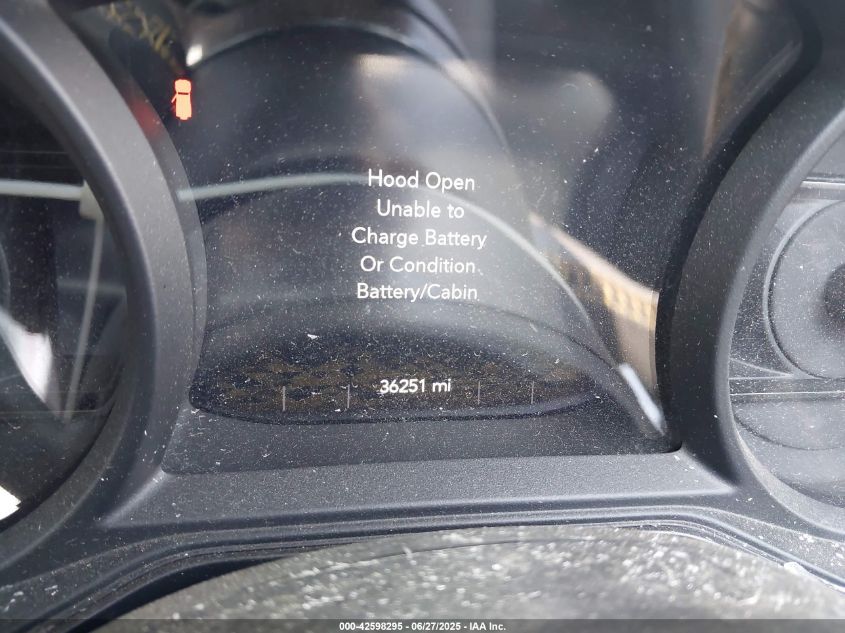 Hood Open
Unable to
Charge Battery
Or Condition
Battery/Cabin
36251 mi
000-42598295 - 06/27/2025 - IAA Inc.